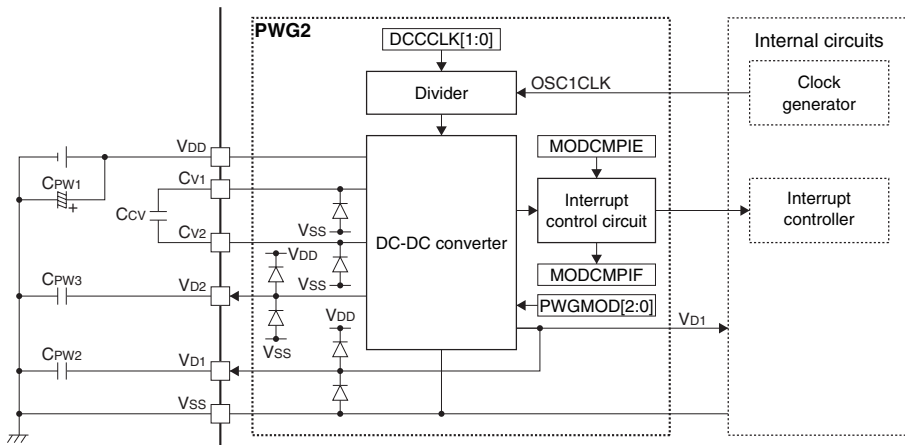 PWG2
DCCCLK[1:0]
Internal circuits
Divider
OSC1CLK
Clock
generator
VDD
MODCMPIE
CPW1
+
CV1
CCV
VSS
DC-DC converter
Interrupt
control circuit
Interrupt
controller
CV2
VDD
VSS
MODCMPIF
CPW3
VD2
PWGMOD[2:0]
VDD
VD1
VSS
CPW2
VD1
VSS